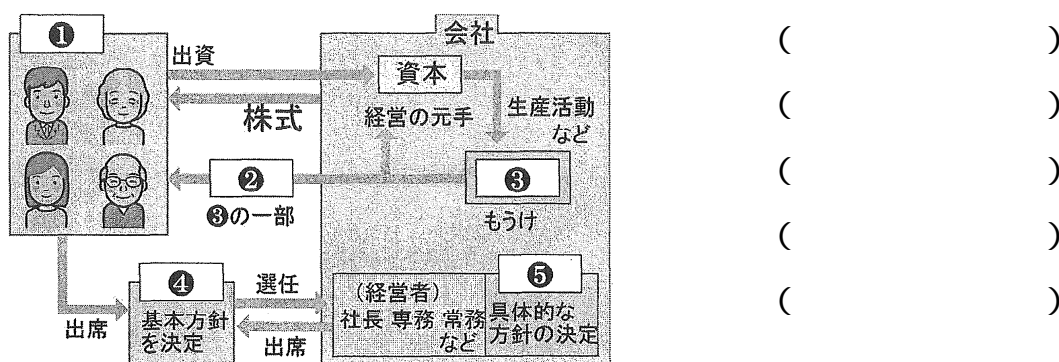 ❶
会社
出資
資本
株式
経営の元手
生産活動
など
❷
❸
❸の一部
もうけ
❹
選任
❺
(経営者)
社長 専務 常務
など
具体的な
方針の決定
基本方針
を決定
出席
出席
( )
( )
( )
( )
( )